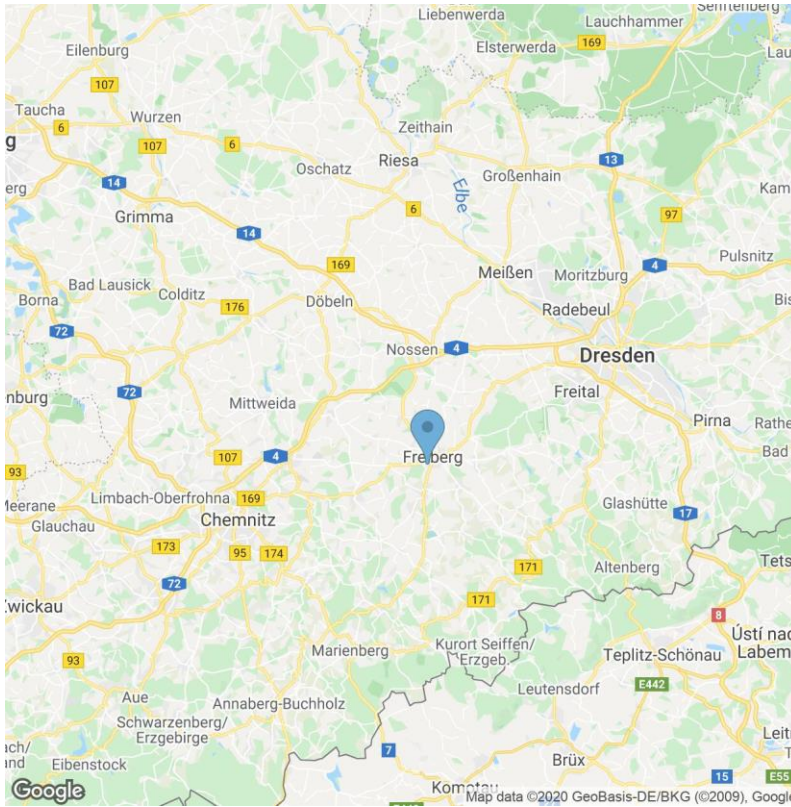 Liebenwerda
Senftenberg
Lauchhammer
Eilenburg
Elsterwerda
169
107
Taucha
Wurzen
Zeithain
6
107
6
Riesa
13
Oschatz
Großenhain
14
Elbe
Grimma
6
97
14
Pulsnitz
169
Meißen
Moritzburg
4
Bad Lausick
Colditz
Borna
176
Döbeln
Radebeul
72
Nossen
4
Dresden
72
Freital
Mittweida
Pirna
107
4
Freiberg
Bad
93
Limbach-Oberfrohna
169
Glashütte
Meerane
Chemnitz
17
Glauchau
173
95
174
171
Altenberg
72
Zwickau
171
8
Marienberg
Kurort Seiffen/
Erzgeb.
Teplitz-Schönau
Ústí nad
Labem
93
E442
Leutensdorf
Aue
Annaberg-Buchholz
Schwarzenberg/
Erzgebirge
7
Brüx
Eibenstock
15
E55
Komotau
Google
Map data ©2020 GeoBasis-DE/BKG (©2009), Google